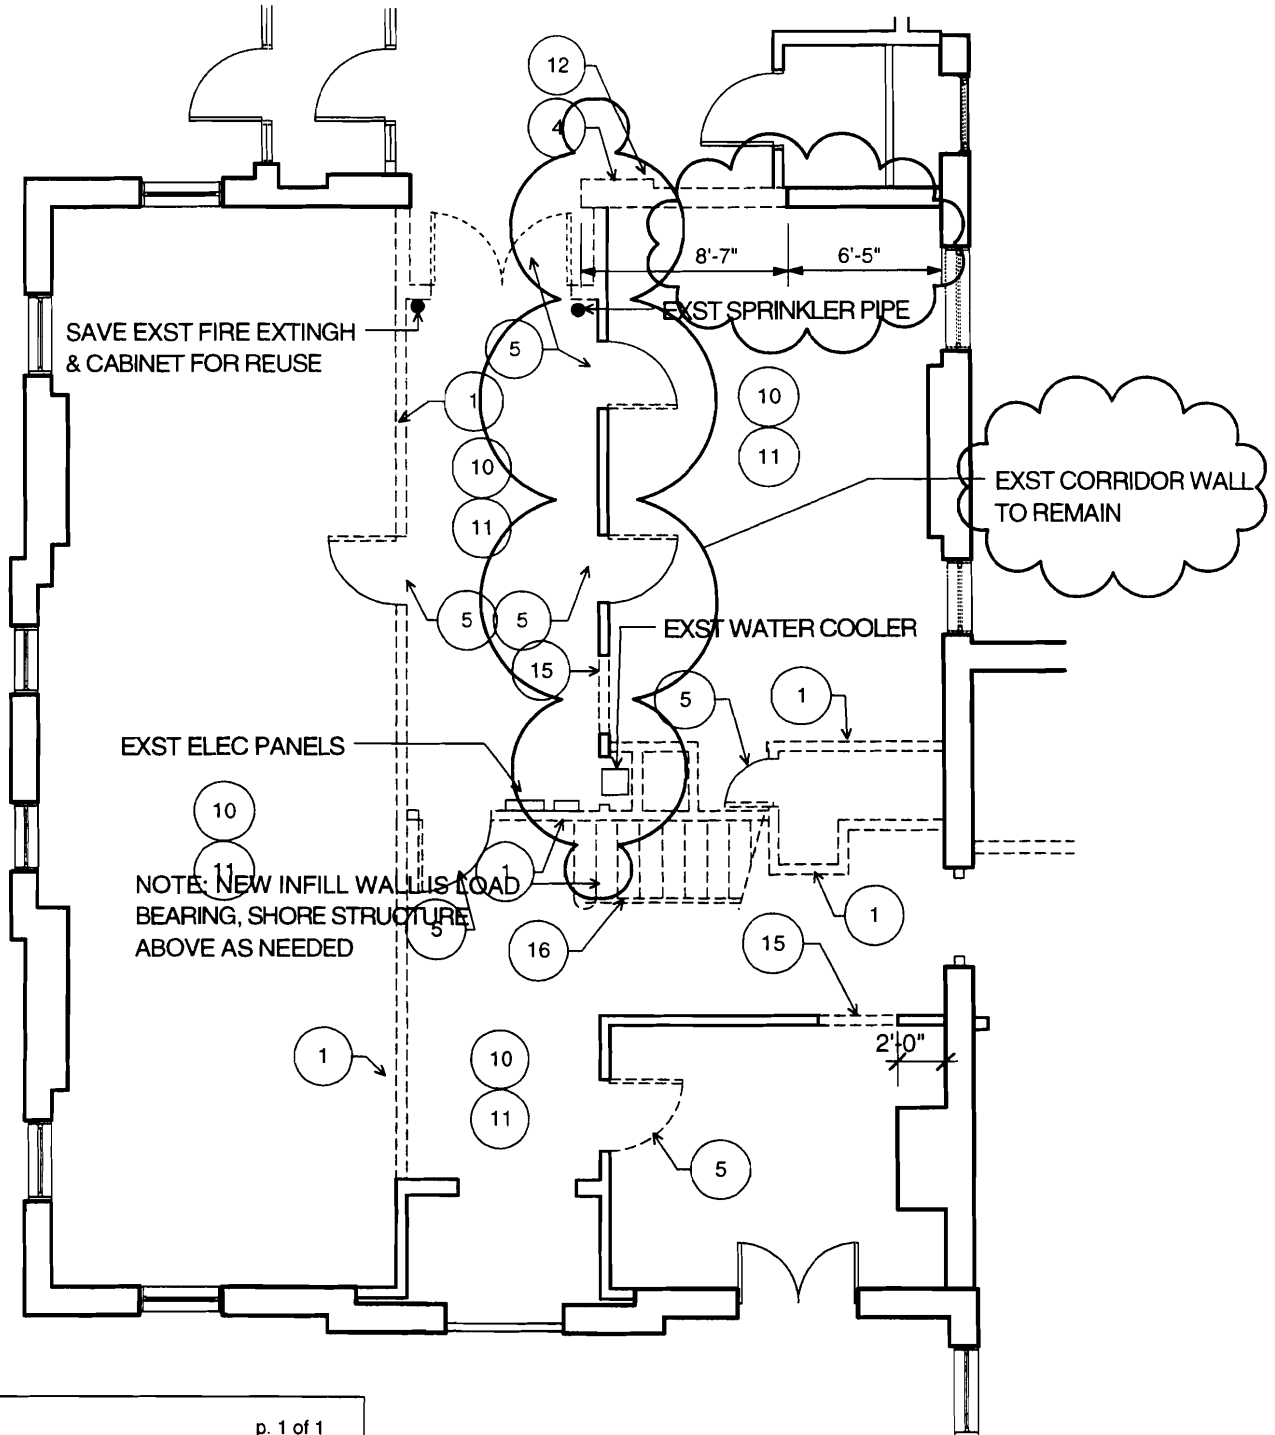 12
4
8'-7"
6'-5"
EXST SPRINKLER PIPE
SAVE EXST FIRE EXTINGH
& CABINET FOR REUSE
5
1
10
11
10
11
EXST CORRIDOR WALL
TO REMAIN
5
5
EXST WATER COOLER
15
5
1
EXST ELEC PANELS
10
11
1
NOTE: NEW INFILL WALL IS LOAD
BEARING, SHORE STRUCTURE
ABOVE AS NEEDED
5
16
15
1
2'-0"
1
10
11
5
p. 1 of 1